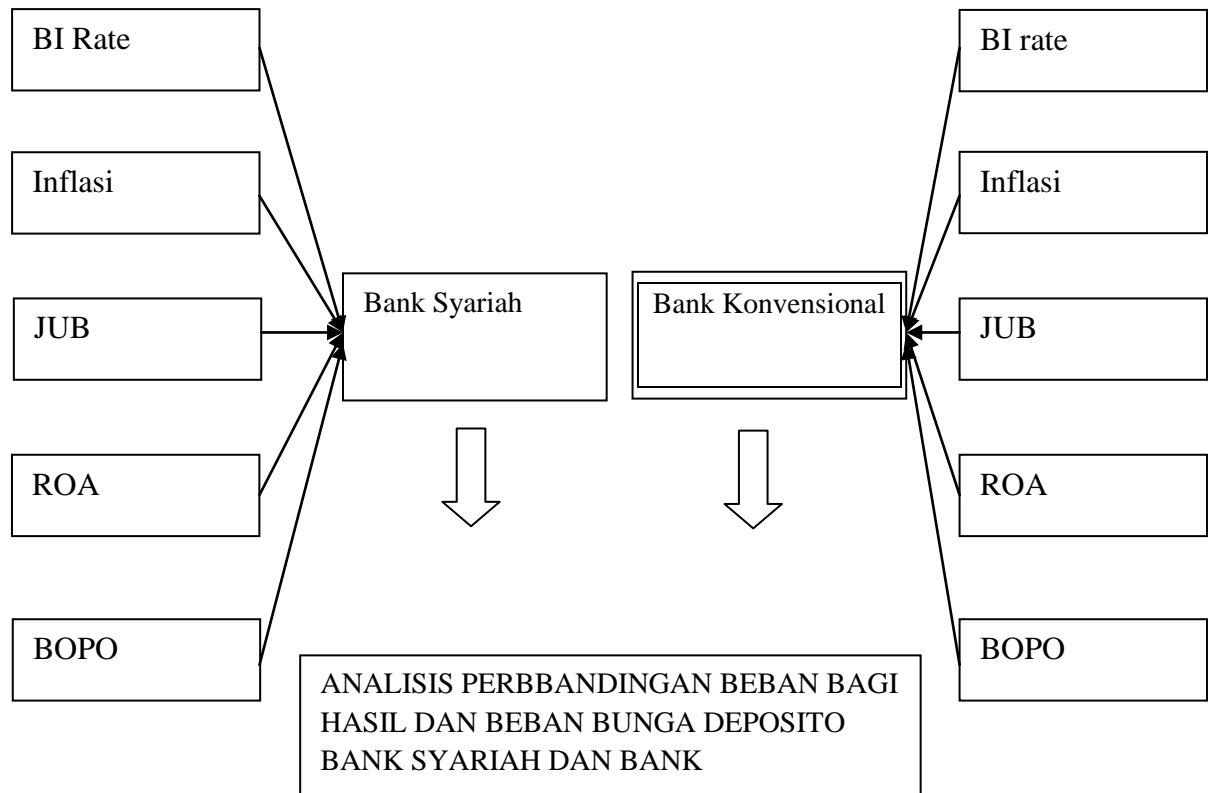 BI Rate
Inflasi
JUB
ROA
BOPO
Bank Syariah
Bank Konvensional
BI rate
Inflasi
JUB
ROA
BOPO
ANALISIS PERBBANDINGAN BEBAN BAGI
HASIL DAN BEBAN BUNGA DEPOSITO
BANK SYARIAH DAN BANK